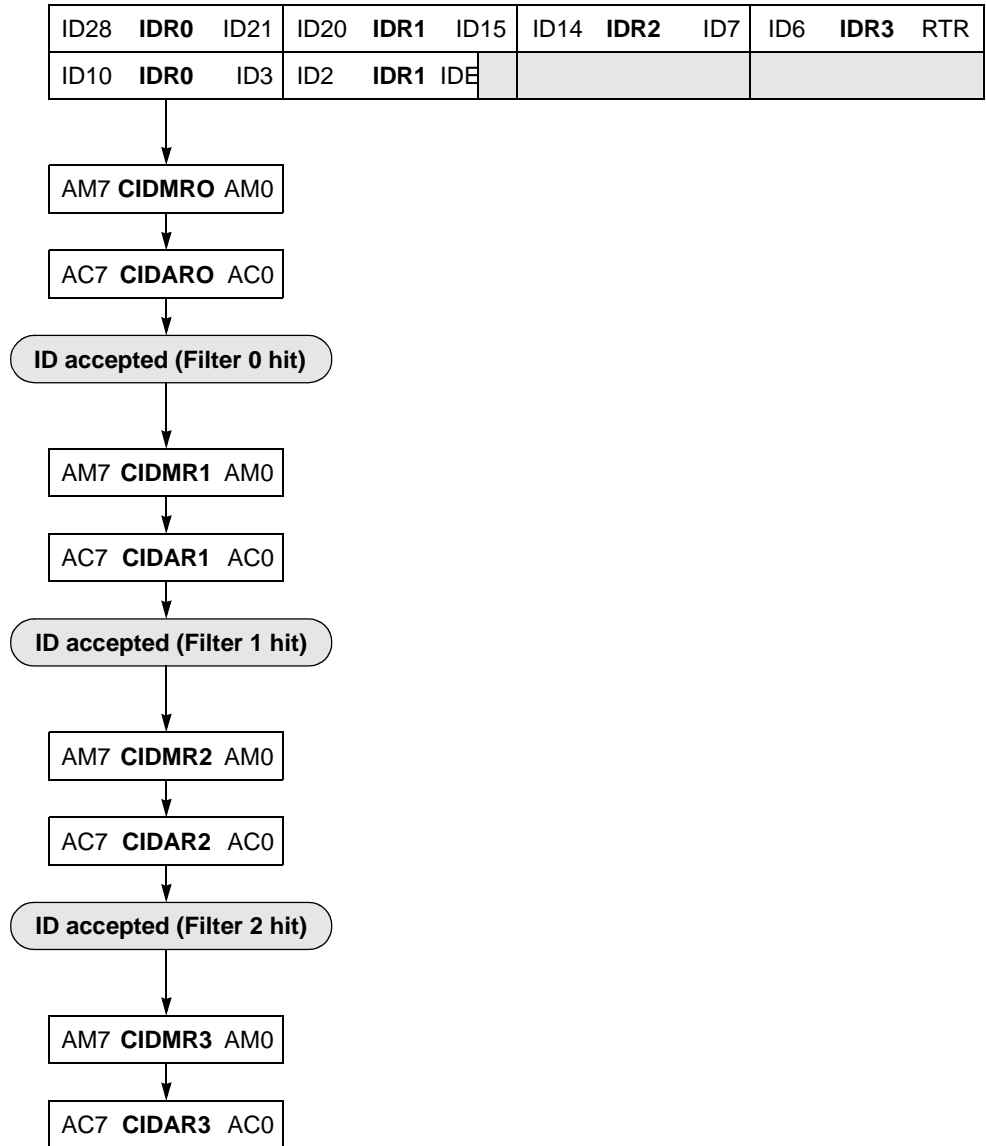 ID28 IDR0 ID21 ID20 IDR1 ID15 ID14 IDR2 ID7 ID6 IDR3 RTR
ID10 IDR0 ID3 ID2 IDR1 IDE
AM7 CIDMRO AM0
AC7 CIDARO AC0
ID accepted (Filter 0 hit)
AM7 CIDMR1 AM0
AC7 CIDAR1 AC0
ID accepted (Filter 1 hit)
AM7 CIDMR2 AM0
AC7 CIDAR2 AC0
ID accepted (Filter 2 hit)
AM7 CIDMR3 AM0
AC7 CIDAR3 AC0